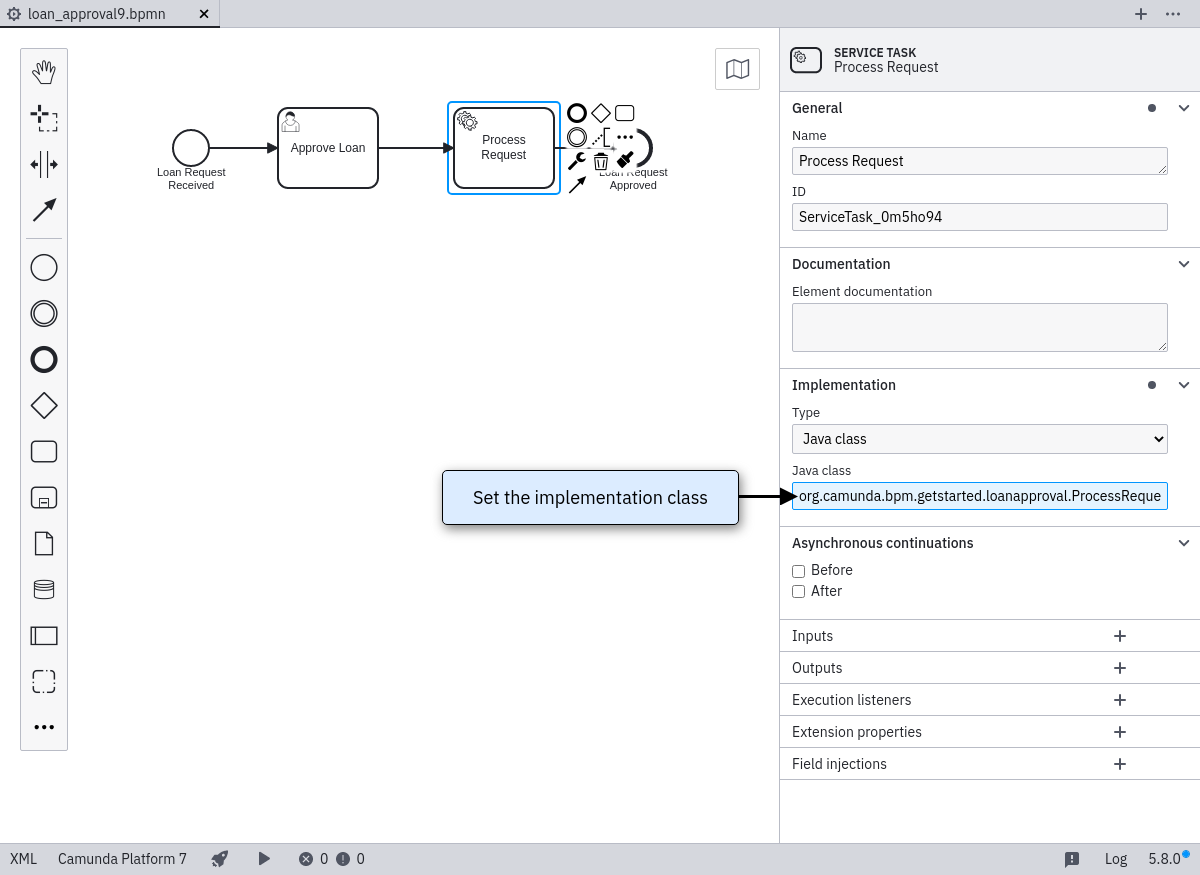 loan_approval9.bpmn
SERVICE TASK
Process Request
General
Name
Process Request
ID
ServiceTask_0m5ho94
Documentation
Element documentation
Implementation
Type
Java class
Java class
org.camunda.bpm.getstarted.loanapproval.ProcessReque
Asynchronous continuations
Before
After
Inputs
Outputs
Execution listeners
Extension properties
Field injections
Loan Request
Received
Approve Loan
Process
Request
Loan Request
Approved
Set the implementation class
XML
Camunda Platform 7
0
0
Log
5.8.0